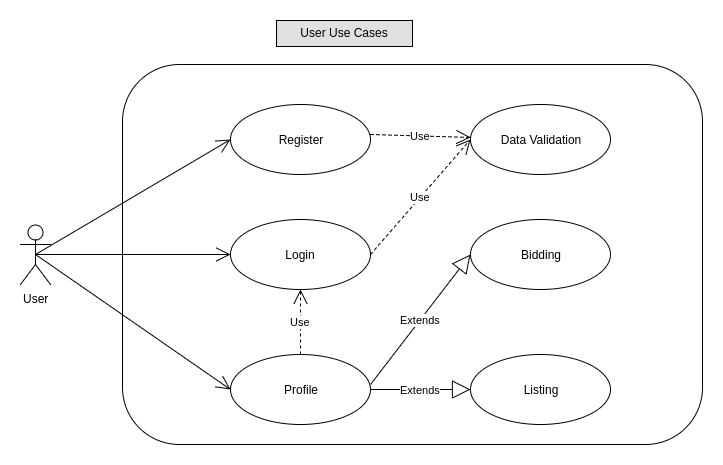 User Use Cases
Register
Use
Data Validation
Use
Login
Bidding
User
Use
Extends
Profile
Extends
Listing